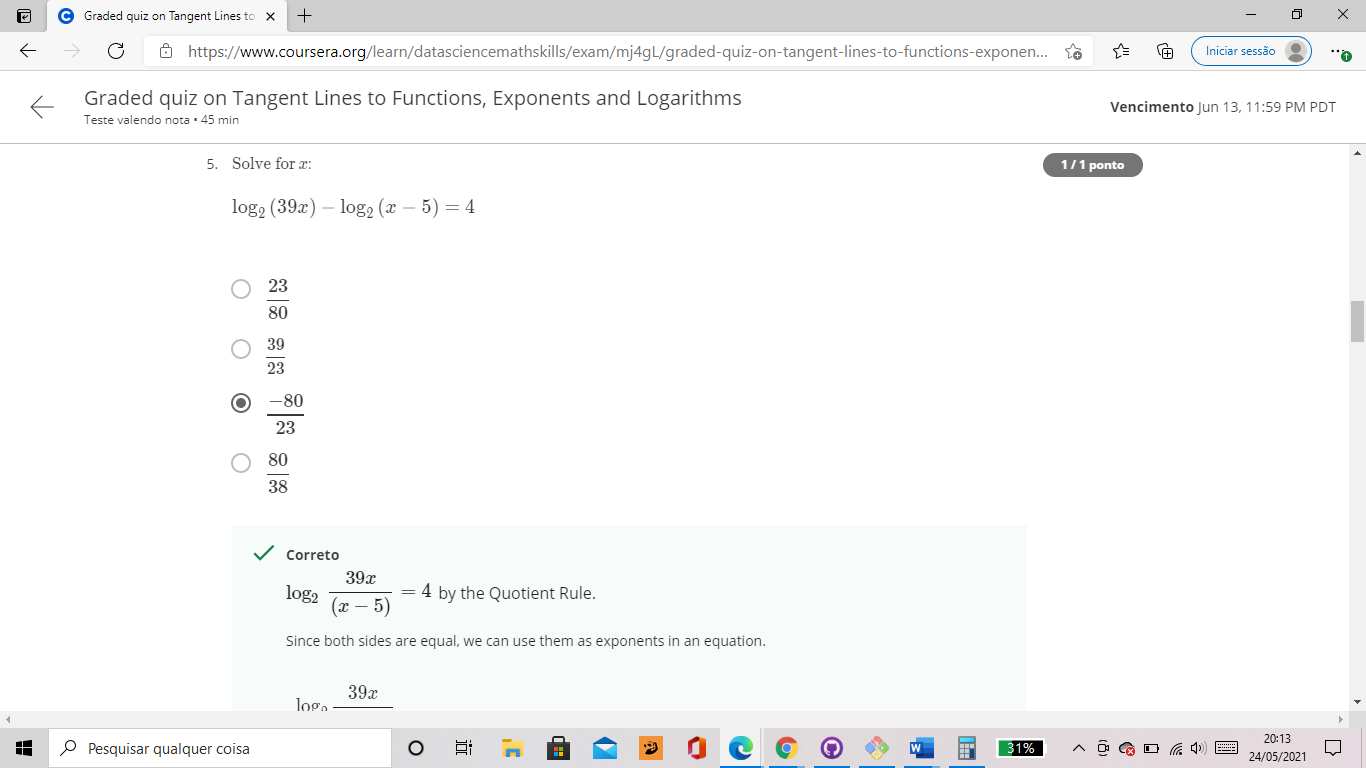 Graded quiz on Tangent Lines to
https://www.coursera.org/learn/datasciencemathskills/exam/mj4gL/graded-quiz-on-tangent-lines-to-functions-exponen...
Iniciar sessão
Graded quiz on Tangent Lines to Functions, Exponents and Logarithms
Teste valendo nota • 45 min
Vencimento Jun 13, 11:59 PM PDT
5. Solve for x:
1 / 1 ponto
log₂ (39x) − log₂ (x − 5) = 4
23
80
39
23
−80
23
80
38
Correto
log₂ 39x/(x − 5) = 4 by the Quotient Rule.
Since both sides are equal, we can use them as exponents in an equation.
log₂ 39x
Pesquisar qualquer coisa
31%
20:13
24/05/2021